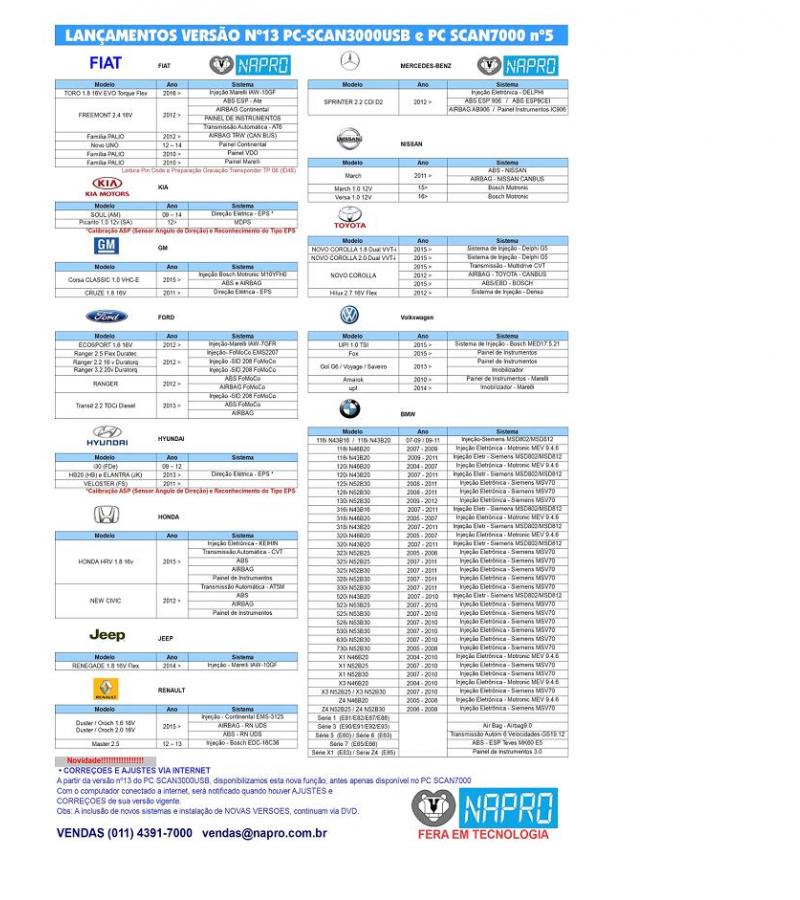 LANÇAMENTOS VERSÃO Nº13 PC-SCAN3000USB e PC SCAN7000 nº5
FIAT FIAT NAPRO
Modelo Ano Sistema
TORO 1.8 16V EVO Torque Flex 2016 > Injeção Marelli IAW-10GF
FREEMONT 2.4 16V 2012 > ABS ESP - Ate
AIRBAG Continental
PAINEL DE INSTRUMENTOS
Transmissão Automática - AT6
Família PALIO 2012 > AIRBAG TRW (CAN BUS)
Novo UNO 12 – 14 Painel Continental
Família PALIO 2010 > Painel VDO
Família PALIO 2010 > Painel Marelli
Leitura Pin Code e Preparação Gravação Transponder TP 06 (ID48)
KIA MOTORS KIA
Modelo Ano Sistema
SOUL (AM) 09 – 14 Direção Elétrica - EPS *
Picanto 1.0 12v (SA) 12> MDPS
*Calibração ASP (Sensor Angulo de Direção) e Reconhecimento do Tipo EPS
GM GM
Modelo Ano Sistema
Corsa CLASSIC 1.0 VHC-E 2015 > Injeção Bosch Motronic M10YFH0
ABS e AIRBAG
CRUZE 1.8 16V 2011 > Direção Elétrica - EPS
Ford FORD
Modelo Ano Sistema
ECOSPORT 1.6 16V 2012 > Injeção-Marelli IAW-7GFR
Ranger 2.5 Flex Duratec 2012 > Injeção- FoMoCo EMS2207
Ranger 2.2 16 v Duratorq Injeção -SID 208 FoMoCo
Ranger 3.2 20v Duratorq Injeção -SID 208 FoMoCo
RANGER 2012 > ABS FoMoCo
AIRBAG FoMoCo
Transit 2.2 TDCi Diesel 2013 > Injeção -SID 208 FoMoCo
ABS FoMoCo
AIRBAG
HYUNDAI HYUNDAI
Modelo Ano Sistema
i30 (FDe) 09 – 12 Direção Elétrica - EPS *
HB20 (HB) e ELANTRA (JK) 2013 >
VELOSTER (FS) 2011 >
*Calibração ASP (Sensor Angulo de Direção) e Reconhecimento do Tipo EPS
HONDA
Modelo Ano Sistema
HONDA HRV 1.8 16v 2015 > Injeção Eletrônica - KEIHIN
Transmissão Automática - CVT
ABS
AIRBAG
Painel de Instrumentos
NEW CIVIC 2012 > Transmissão Automática - AT5M
ABS
AIRBAG
Painel de Instrumentos
Jeep JEEP
Modelo Ano Sistema
RENEGADE 1.8 16V Flex 2014 > Injeção - Marelli IAW-10GF
RENAULT RENAULT
Modelo Ano Sistema
Duster / Oroch 1.6 16V 2015 > Injeção - Continental EMS-3125
Duster / Oroch 2.0 16V AIRBAG - RN UDS
ABS - RN UDS
Master 2.5 12 – 13 Injeção - Bosch EDC-16C36
MERCEDES-BENZ NAPRO
Modelo Ano Sistema
SPRINTER 2.2 CDI D2 2012 > Injeção Eletrônica - DELPHI
ABS ESP 906 / ABS ESP9CEI
AIRBAG AB906 / Painel Instrumentos IC906
NISSAN NISSAN
Modelo Ano Sistema
March 2011 > ABS - NISSAN
AIRBAG - NISSAN CANBUS
March 1.0 12V 15> Bosch Motronic
Versa 1.0 12V 16> Bosch Motronic
TOYOTA
Modelo Ano Sistema
NOVO COROLLA 1.8 Dual VVT-i 2015 > Sistema de Injeção - Delphi G5
NOVO COROLLA 2.0 Dual VVT-i 2015 > Sistema de Injeção - Delphi G5
NOVO COROLLA 2015 > Transmissão - Multidrive CVT
2012 > AIRBAG - TOYOTA - CANBUS
2015 > ABS/EBD - BOSCH
Hilux 2.7 16V Flex 2012 > Sistema de Injeção - Denso
Volkswagen
Modelo Ano Sistema
UP! 1.0 TSI 2015 > Sistema de Injeção - Bosch MED17.5.21
Fox 2015 > Painel de Instrumentos
Gol G6 / Voyage / Saveiro 2013 > Painel de Instrumentos
Imobilizador
Amarok 2010 > Painel de Instrumentos - Marelli
up! 2014 > Imobilizador - Marelli
BMW
Modelo Ano Sistema
116i N43B16 / 118i N43B20 07-09 / 09-11 Injeção-Siemens MSD802/MSD812
118i N46B20 2007 - 2009 Injeção Eletrônica - Motronic MEV 9.4.6
118i N43B20 2009 - 2011 Injeção Eletr - Siemens MSD802/MSD812
120i N46B20 2004 - 2007 Injeção Eletrônica - Motronic MEV 9.4.6
120i N43B20 2007 - 2011 Injeção Eletr - Siemens MSD802/MSD812
125i N52B30 2008 - 2011 Injeção Eletrônica - Siemens MSV70
128i N52B30 2008 - 2011 Injeção Eletrônica - Siemens MSV70
130i N52B30 2009 - 2012 Injeção Eletrônica - Siemens MSV70
316i N43B16 2007 - 2011 Injeção Eletr - Siemens MSD802/MSD812
318i N46B20 2005 - 2007 Injeção Eletrônica - Motronic MEV 9.4.6
318i N43B20 2007 - 2011 Injeção Eletr - Siemens MSD802/MSD812
320i N46B20 2005 - 2007 Injeção Eletrônica - Motronic MEV 9.4.6
320i N43B20 2007 - 2011 Injeção Eletr - Siemens MSD802/MSD812
323i N52B25 2005 - 2008 Injeção Eletrônica - Siemens MSV70
325i N52B25 2007 - 2011 Injeção Eletrônica - Siemens MSV70
325i N52B30 2007 - 2011 Injeção Eletrônica - Siemens MSV70
328i N52B30 2007 - 2011 Injeção Eletrônica - Siemens MSV70
330i N52B30 2007 - 2011 Injeção Eletrônica - Siemens MSV70
520i N43B20 2007 - 2010 Injeção Eletr - Siemens MSD802/MSD812
523i N53B25 2007 - 2010 Injeção Eletrônica - Siemens MSV70
525i N53B30 2007 - 2010 Injeção Eletrônica - Siemens MSV70
528i N52B30 2007 - 2010 Injeção Eletrônica - Siemens MSV70
530i N53B30 2007 - 2010 Injeção Eletrônica - Siemens MSV70
630i N52B30 2007 - 2010 Injeção Eletrônica - Siemens MSV70
730i N52B30 2005 - 2008 Injeção Eletrônica - Siemens MSV70
X1 N46B20 2004 - 2010 Injeção Eletrônica - Motronic MEV 9.4.6
X1 N52B25 2007 - 2010 Injeção Eletrônica - Siemens MSV70
X1 N52B30 2007 - 2010 Injeção Eletrônica - Siemens MSV70
X3 N46B20 2004 - 2007 Injeção Eletrônica - Motronic MEV 9.4.6
X3 N52B25 / X3 N52B30 2007 - 2010 Injeção Eletrônica - Siemens MSV70
Z4 N46B20 2005 - 2008 Injeção Eletrônica - Motronic MEV 9.4.6
Z4 N52B25 / Z4 N52B30 2006 - 2008 Injeção Eletrônica - Siemens MSV70
Série 1 (E81/E82/E87/E88)
Série 3 (E90/E91/E92/E93) Air Bag - Airbag9.0
Série 5 (E60) / Série 6 (E63) Transmissão Autom 6 Velocidades-GS19.12
Série 7 (E65/E66) ABS - ESP Teves MK60 E5
Série X1 (E83) / Série Z4 (E85) Painel de Instrumentos 3.0
Novidade!!!!!!!!!!!!!!!!!
• CORREÇOES E AJUSTES VIA INTERNET
A partir da versão nº13 do PC SCAN3000USB, disponibilizamos esta nova função, antes apenas disponível no PC SCAN7000
Com o computador conectado a internet, será notificado quando houver AJUSTES e
CORREÇOES de sua versão vigente.
Obs: A inclusão de novos sistemas e instalação de NOVAS VERSOES, continuam via DVD.
VENDAS (011) 4391-7000 vendas@napro.com.br
NAPRO
FERA EM TECNOLOGIA